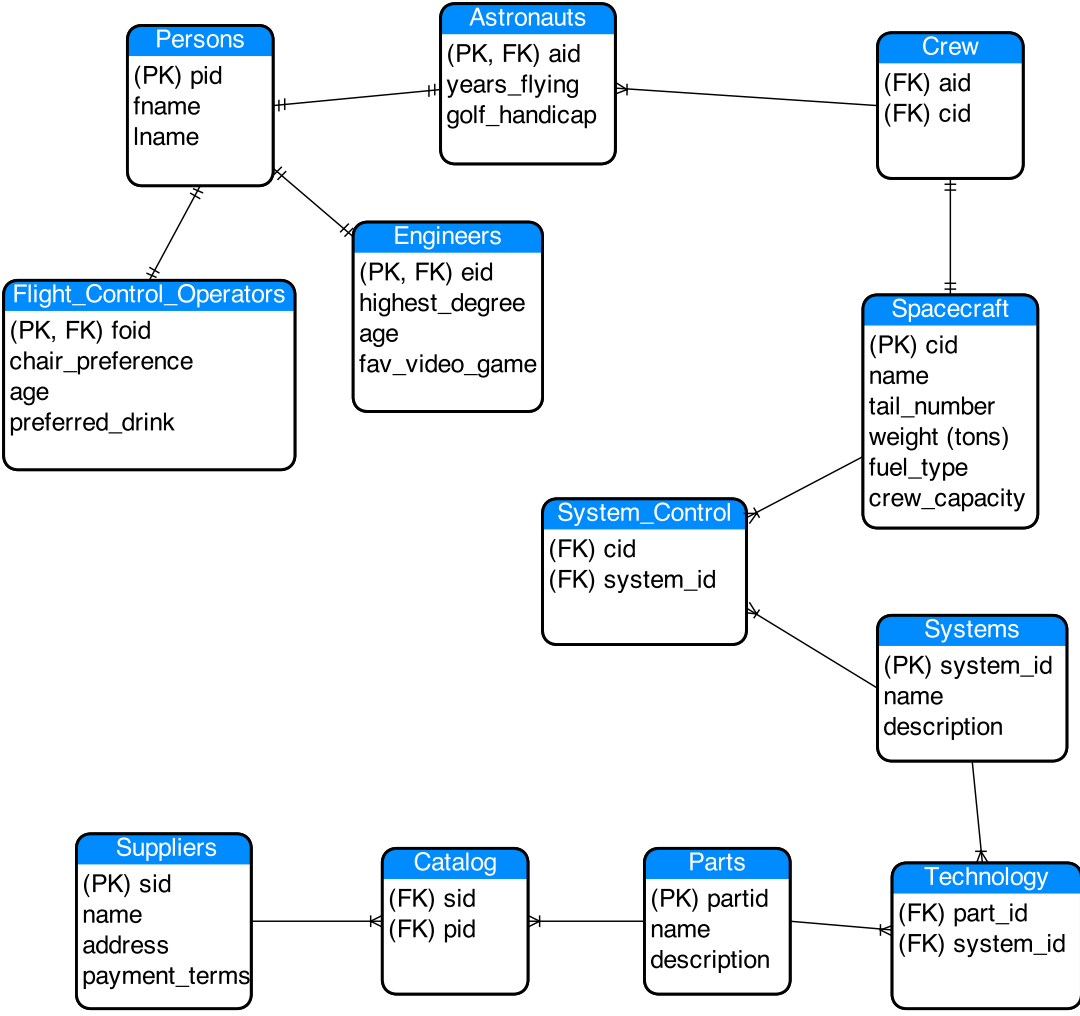 Persons
(PK) pid
fname
lname
Astronauts
(PK, FK) aid
years_flying
golf_handicap
Crew
(FK) aid
(FK) cid
Engineers
(PK, FK) eid
highest_degree
age
fav_video_game
Flight_Control_Operators
(PK, FK) foid
chair_preference
age
preferred_drink
Spacecraft
(PK) cid
name
tail_number
weight (tons)
fuel_type
crew_capacity
System_Control
(FK) cid
(FK) system_id
Systems
(PK) system_id
name
description
Suppliers
(PK) sid
name
address
payment_terms
Catalog
(FK) sid
(FK) pid
Parts
(PK) partid
name
description
Technology
(FK) part_id
(FK) system_id